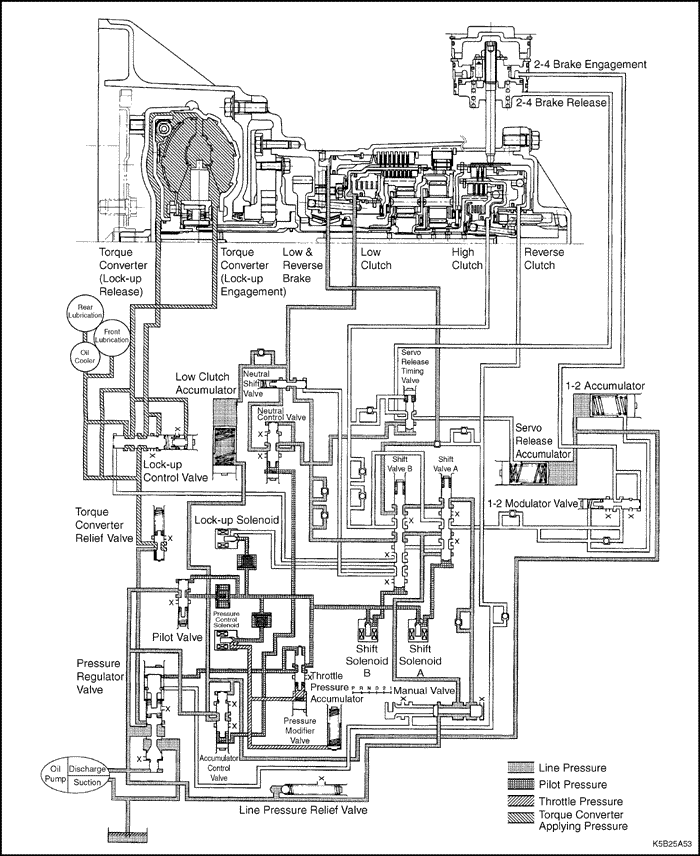 2-4 Brake Engagement
2-4 Brake Release
Torque
Converter
(Lock-up
Release)
Torque
Converter
(Lock-up
Engagement)
Low &
Reverse
Brake
Low
Clutch
High
Clutch
Reverse
Clutch
Rear
Lubrication
Front
Lubrication
Oil
Cooler
Low Clutch
Accumulator
Neutral
Shift
Valve
Servo
Release
Timing
Valve
1-2 Accumulator
Neutral
Control Valve
Servo
Release
Accumulator
Lock-up
Control Valve
Shift
Valve B
Shift
Valve A
1-2 Modulator Valve
Torque
Converter
Relief Valve
Lock-up Solenoid
Pressure
Control
Solenoid
Pilot Valve
Shift
Solenoid
B
Shift
Solenoid
A
Pressure
Regulator
Valve
Throttle
Pressure
Accumulator
P R N D 2 1
Manual Valve
Pressure
Modifier
Valve
Accumulator
Control
Valve
Oil
Pump
Discharge
Suction
Line Pressure Relief Valve
Line Pressure
Pilot Pressure
Throttle Pressure
Torque Converter
Applying Pressure
K5B25A53